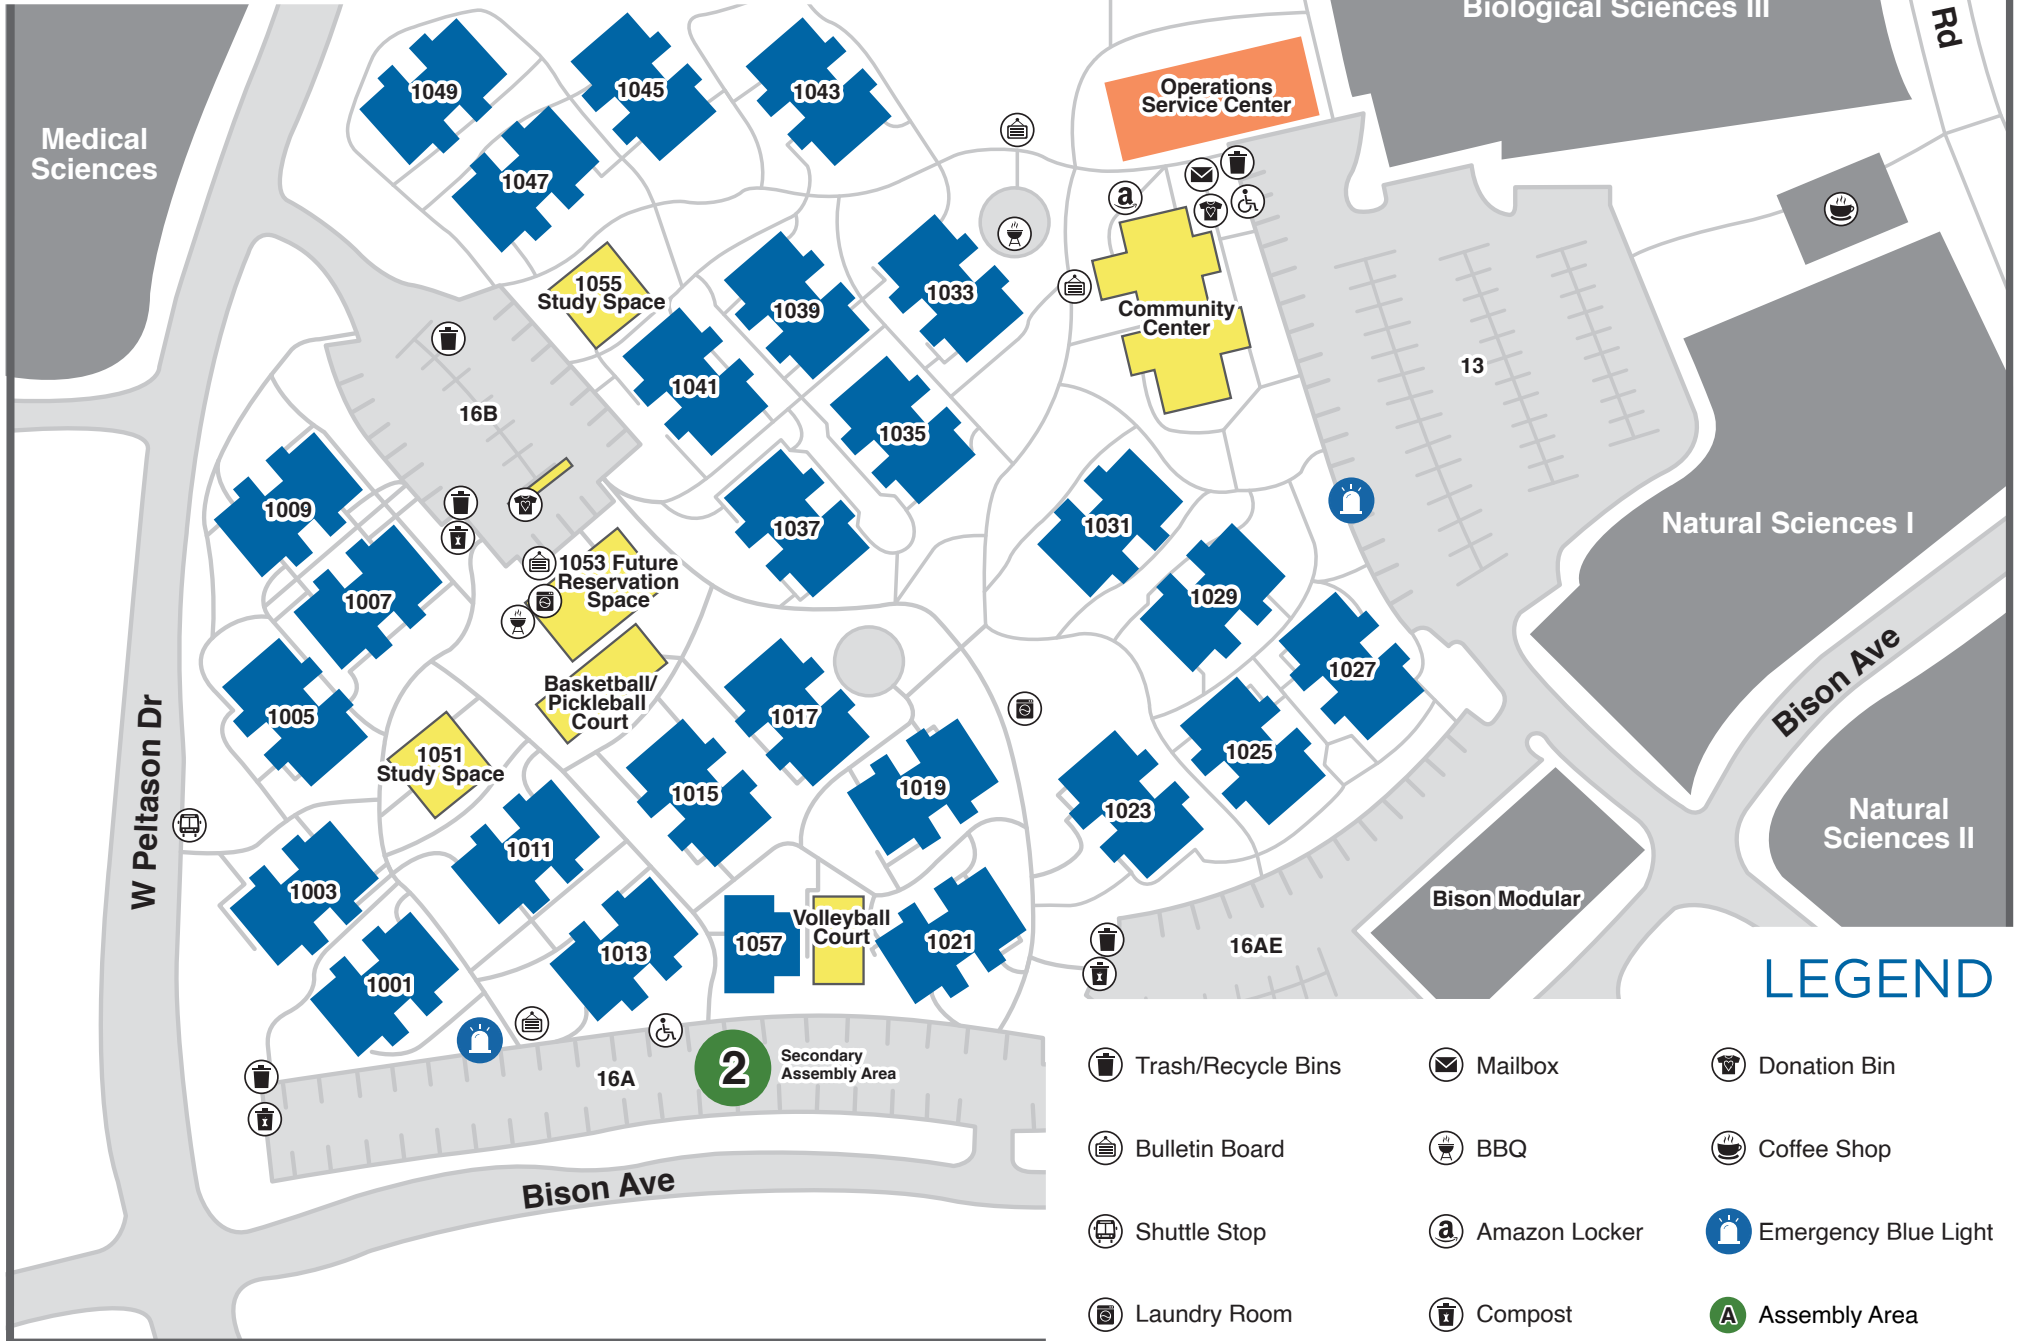 Biological Sciences III
Rd
1049
1045
1043
Operations
Service Center
Medical
Sciences
1047
a
1055
Study Space
1039
1033
Community
Center
1041
13
16B
1035
1009
1037
1031
Natural Sciences I
1053 Future
Reservation
Space
1007
1029
1027
Bison Ave
Basketball/
Pickleball
Court
1005
1017
1051
Study Space
1025
1015
1019
1023
Natural
Sciences II
W Peltason Dr
1011
1003
Bison Modular
1057
Volleyball
Court
1021
16AE
1013
1001
LEGEND
2
Secondary
Assembly Area
16A
Bison Ave
Trash/Recycle Bins
Mailbox
Donation Bin
Bulletin Board
BBQ
Coffee Shop
Shuttle Stop
a
Amazon Locker
Emergency Blue Light
Laundry Room
Compost
A
Assembly Area